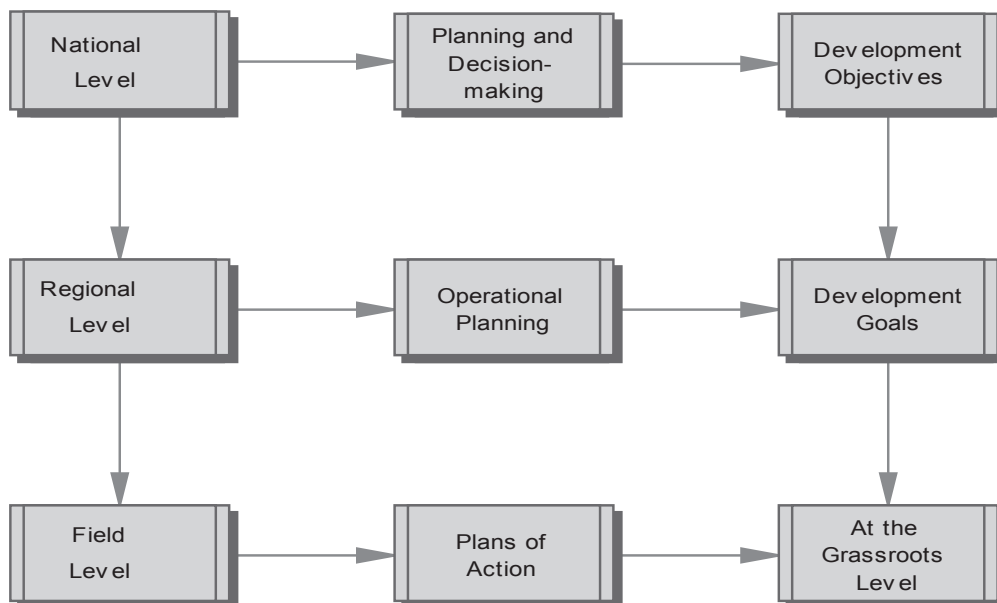 National
Level
Planning and
Decision-
making
Development
Objectives
Regional
Level
Operational
Planning
Development
Goals
Field
Level
Plans of
Action
At the
Grassroots
Level